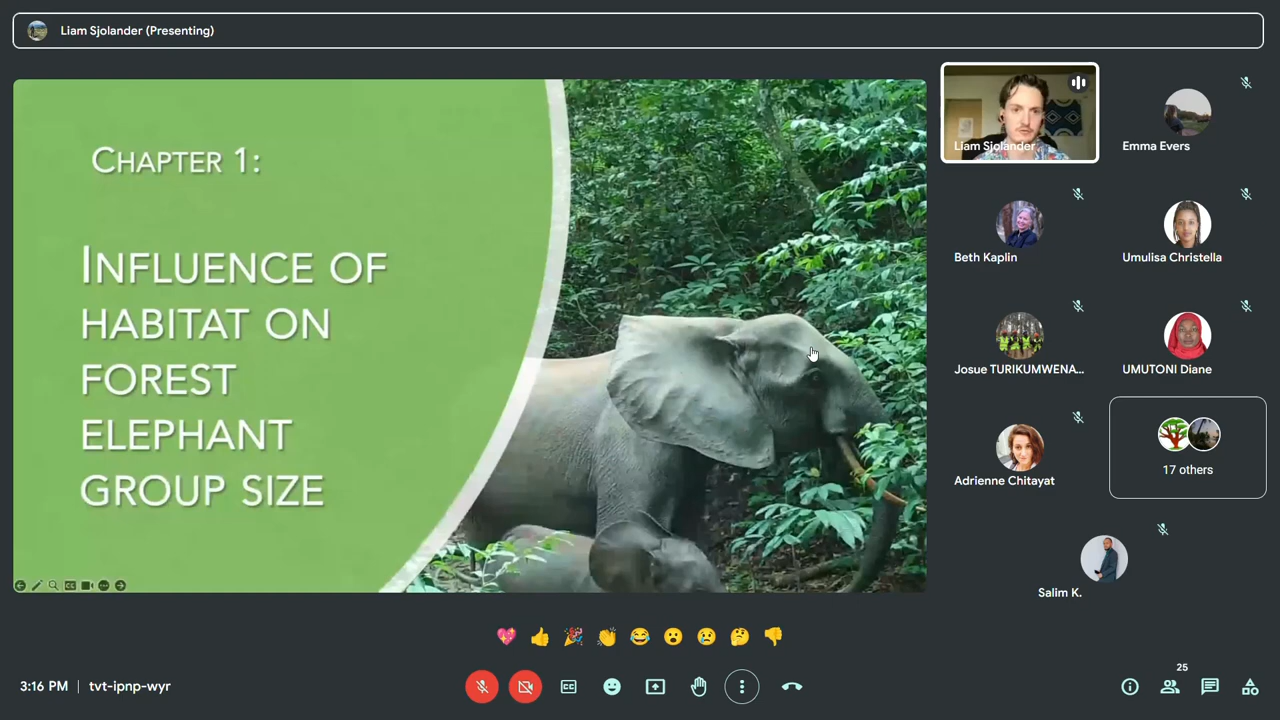 Liam Sjolander (Presenting)
CHAPTER 1:
INFLUENCE OF
HABITAT ON
FOREST
ELEPHANT
GROUP SIZE
Liam Sjolander
Emma Evers
Beth Kaplin
Umulisa Christella
Josue TURIKUMWENA...
UMUTONI Diane
Adrienne Chitayat
17 others
Salim K.
3:16 PM | tvt-ipnp-wyr
25